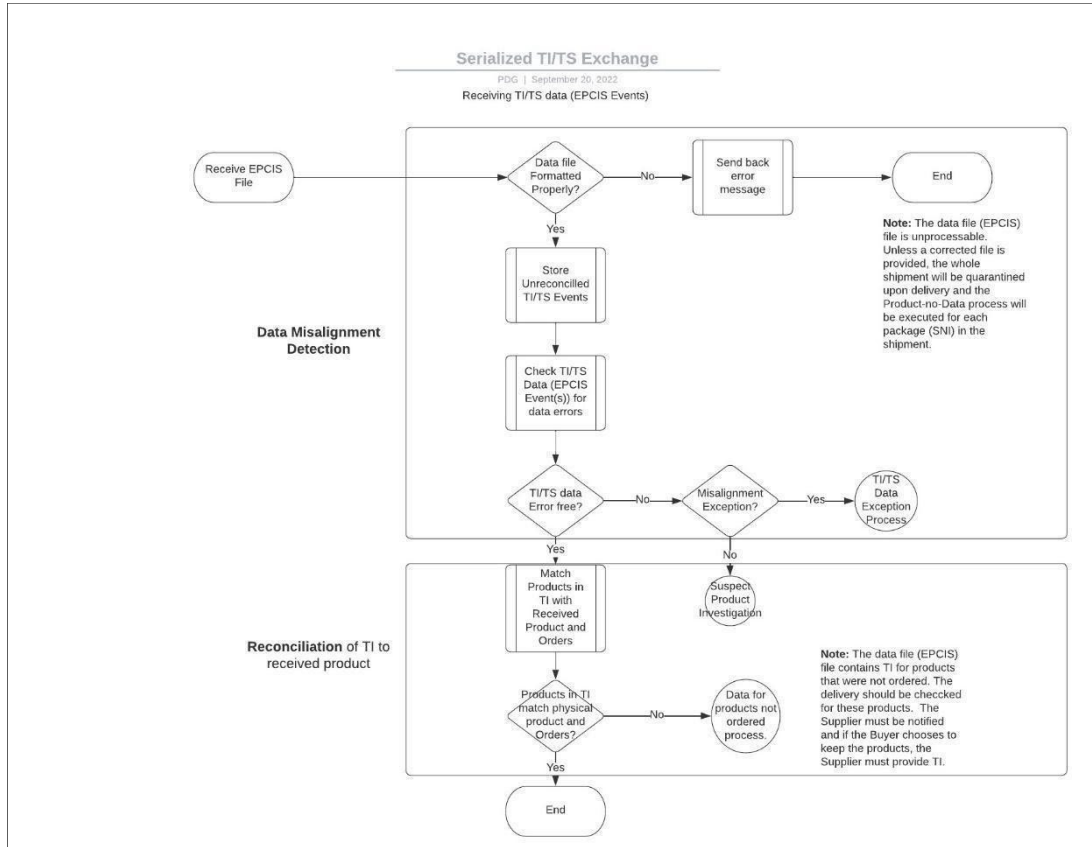 Serialized TI/TS Exchange
PDG | September 20, 2022
Receiving TI/TS data (EPCIS Events)
Receive EPCIS
File
Data file
Formatted
Properly?
No
Send back
error
message
End
Note: The data file (EPCIS)
file is unprocessable.
Unless a corrected file is
provided, the whole
shipment will be quarantined
upon delivery and the
Product-no-Data process will
be executed for each
package (SNI) in the
shipment.
Yes
Store
Unreconcilled
TI/TS Events
Data Misalignment
Detection
Check TI/TS
Data (EPCIS
Event(s)) for
data errors
TI/TS data
Error free?
No
Misalignment
Exception?
Yes
TI/TS
Data
Exception
Process
Yes
No
Match
Products in
TI with
Received
Product and
Orders
Suspect
Product
Investigation
Reconciliation of TI to
received product
Products in TI
match physical
product and
Orders?
No
Data for
products not
ordered
process.
Note: The data file (EPCIS)
file contains TI for products
that were not ordered. The
delivery should be checcked
for these products. The
Supplier must be notified
and if the Buyer chooses to
keep the products, the
Supplier must provide TI.
Yes
End